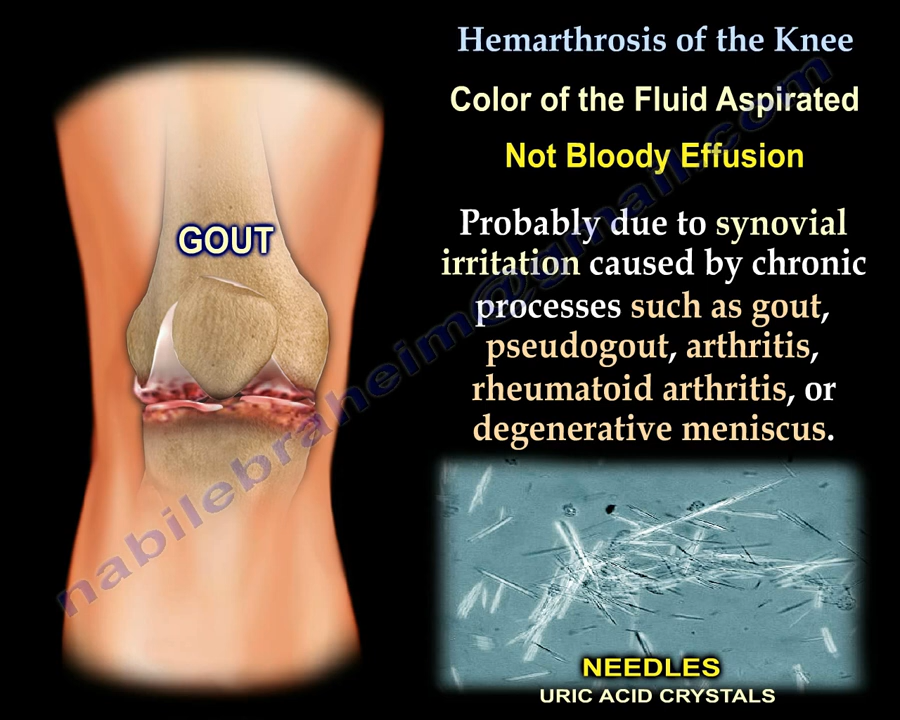 Hemarthrosis of the Knee
Color of the Fluid Aspirated
Not Bloody Effusion
GOUT
Probably due to synovial
irritation caused by chronic
processes such as gout,
pseudogout, arthritis,
rheumatoid arthritis, or
degenerative meniscus.
NEEDLES
URIC ACID CRYSTALS
nabilebraheim@gmail.com